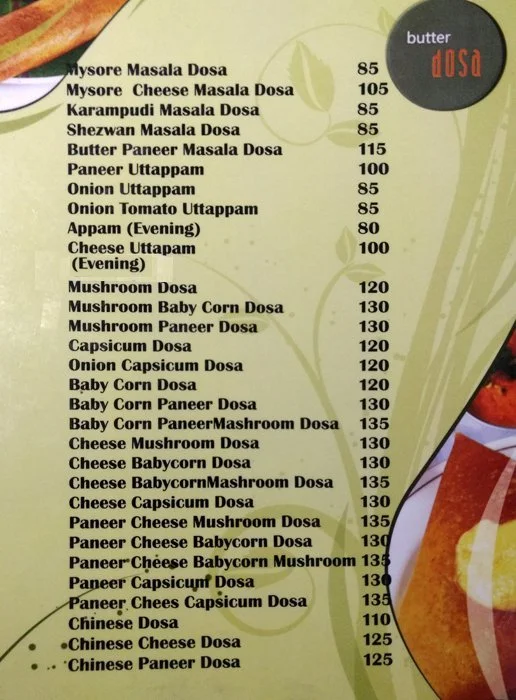 butter
dosa
Mysore Masala Dosa 85
Mysore Cheese Masala Dosa 105
Karampudi Masala Dosa 85
Shezwan Masala Dosa 85
Butter Paneer Masala Dosa 115
Paneer Uttappam 100
Onion Uttappam 85
Onion Tomato Uttappam 85
Appam (Evening) 80
Cheese Uttapam 100
(Evening)
Mushroom Dosa 120
Mushroom Baby Corn Dosa 130
Mushroom Paneer Dosa 130
Capsicum Dosa 120
Onion Capsicum Dosa 120
Baby Corn Dosa 120
Baby Corn Paneer Dosa 130
Baby Corn PaneerMashroom Dosa 135
Cheese Mushroom Dosa 130
Cheese Babycorn Dosa 130
Cheese BabycornMashroom Dosa 135
Cheese Capsicum Dosa 130
Paneer Cheese Mushroom Dosa 135
Paneer Cheese Babycorn Dosa 130
Paneer Cheese Babycorn Mushroom 135
Paneer Capsicum Dosa 130
Paneer Chees Capsicum Dosa 135
Chinese Dosa 110
Chinese Cheese Dosa 125
Chinese Paneer Dosa 125